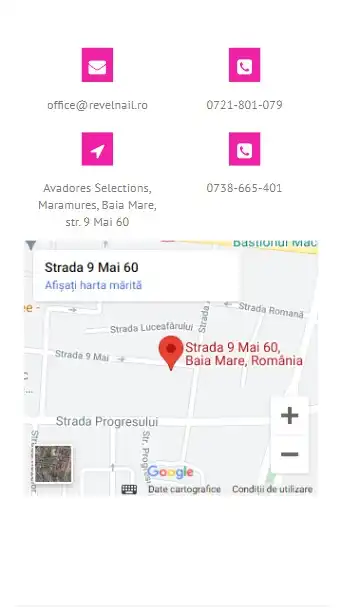 office@revelnail.ro
0721-801-079
Avadores Selections,
Maramures, Baia Mare,
str. 9 Mai 60
0738-665-401
Bastionul Mac
Strada 9 Mai 60
Afișați harta mărită
Strada Romană
Strada Luceafărului
Strada 9 Mai
Strada 9 Mai 60,
Baia Mare, România
Strada Progresului
Str. Progres
Google
Date cartografice
Condiții de utilizare